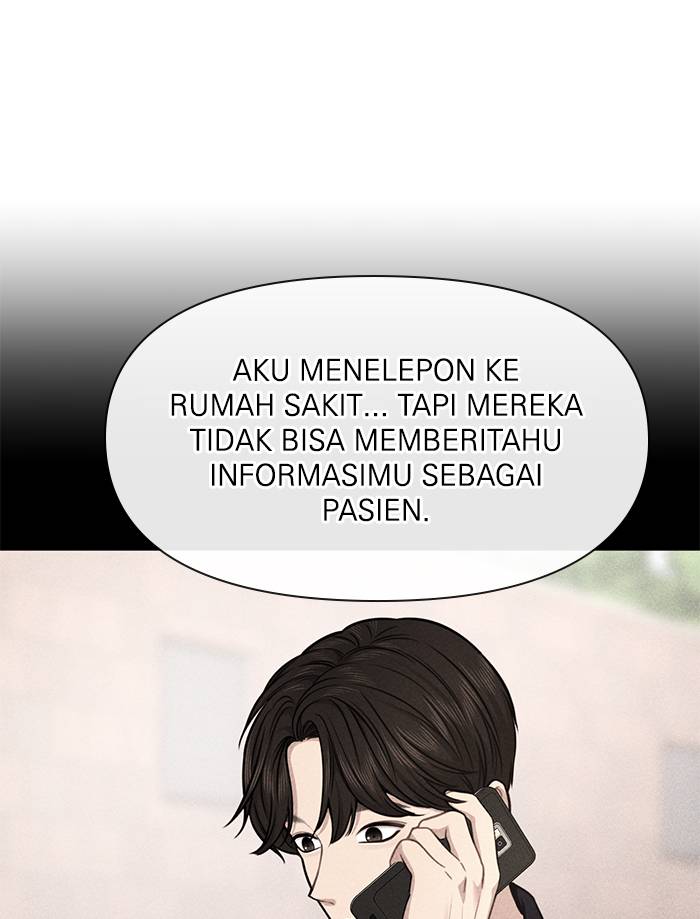 AKU MENELEPON KE
RUMAH SAKIT... TAPI MEREKA
TIDAK BISA MEMBERITAHU
INFORMASIMU SEBAGAI
PASIEN.